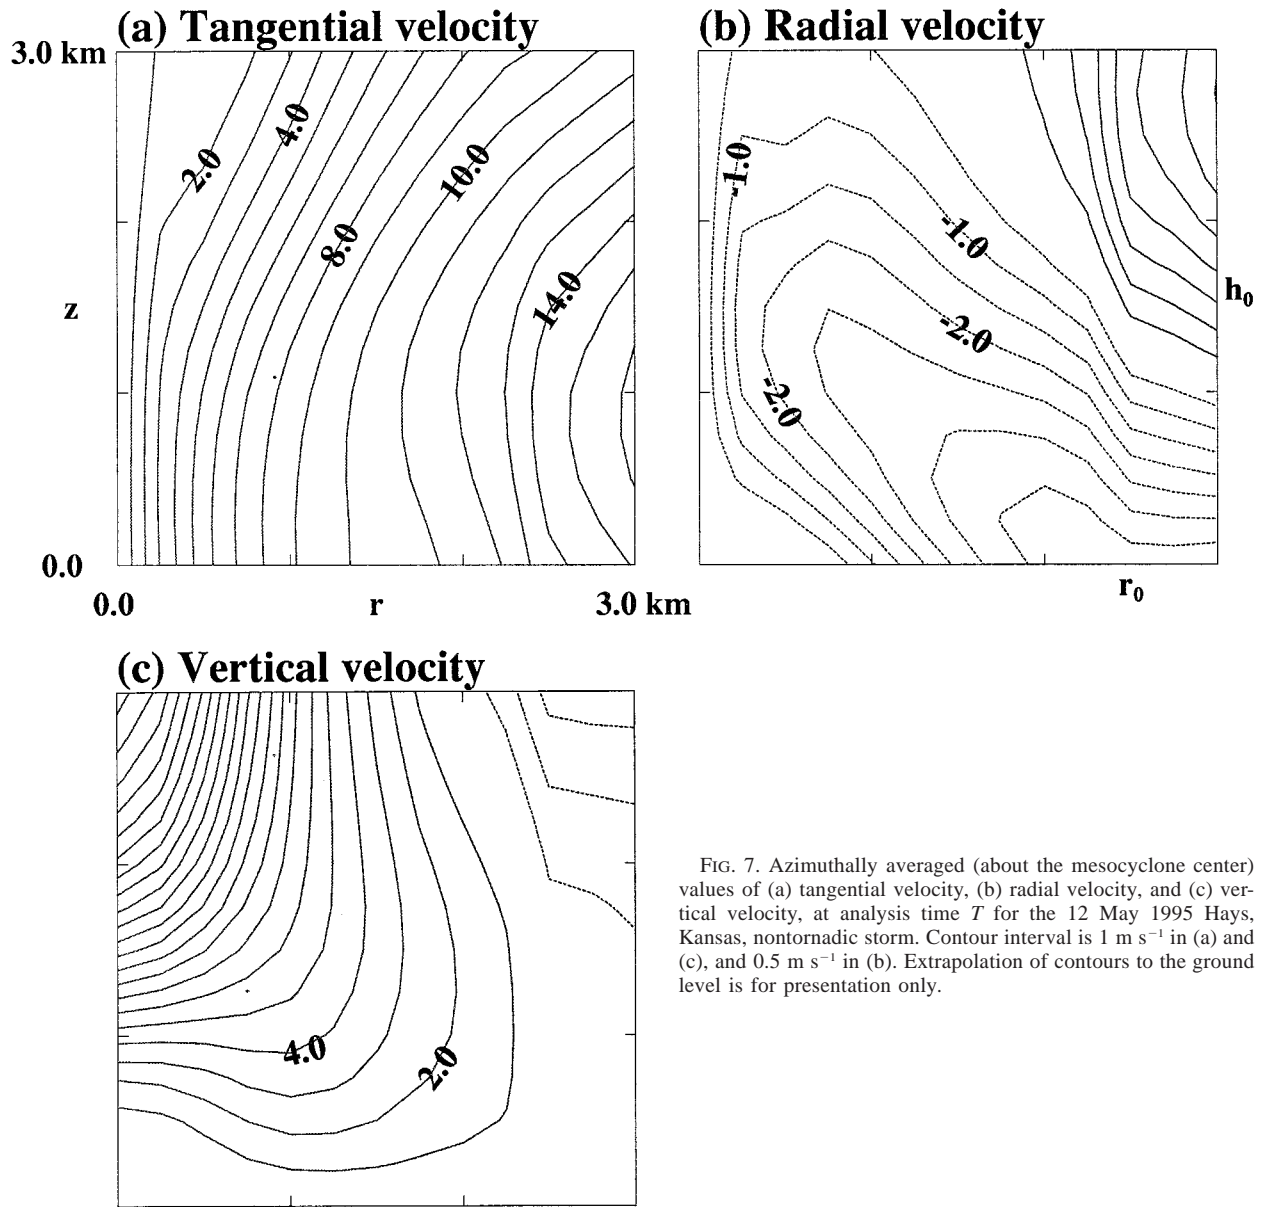 (a) Tangential velocity
3.0 km
2.0
4.0
10.0
8.0
14.0
z
0.0
0.0
r
3.0 km
(b) Radial velocity
-1.0
-1.0
-2.0
-2.0
h₀
r₀
(c) Vertical velocity
4.0
2.0
FIG. 7. Azimuthally averaged (about the mesocyclone center)
values of (a) tangential velocity, (b) radial velocity, and (c) ver-
tical velocity, at analysis time T for the 12 May 1995 Hays,
Kansas, nontornadic storm. Contour interval is 1 m s⁻¹ in (a) and
(c), and 0.5 m s⁻¹ in (b). Extrapolation of contours to the ground
level is for presentation only.